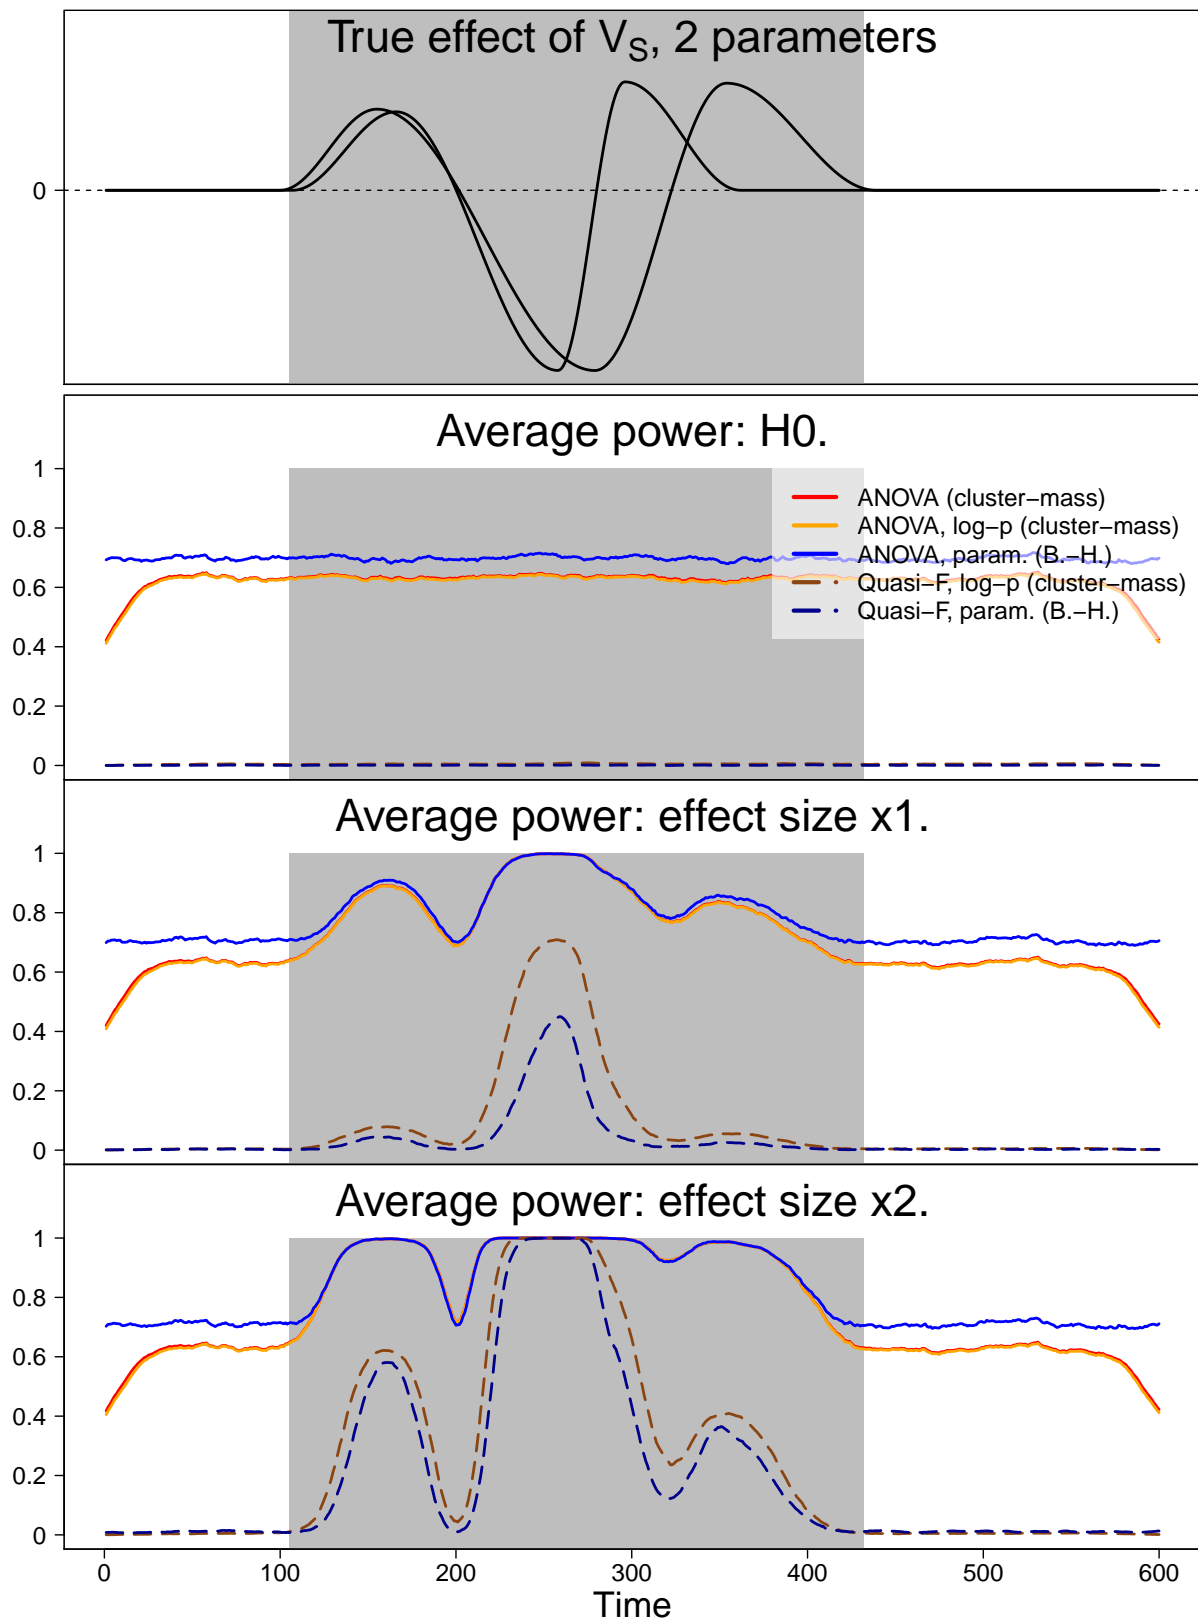 True effect of VS, 2 parameters
0
Average power: H0.
1
0.8
0.6
0.4
0.2
0
ANOVA (cluster−mass)
ANOVA, log−p (cluster−mass)
ANOVA, param. (B.−H.)
Quasi−F, log−p (cluster−mass)
Quasi−F, param. (B.−H.)
Average power: effect size x1.
1
0.8
0.6
0.4
0.2
0
Average power: effect size x2.
1
0.8
0.6
0.4
0.2
0
0 100 200 300 400 500 600
Time